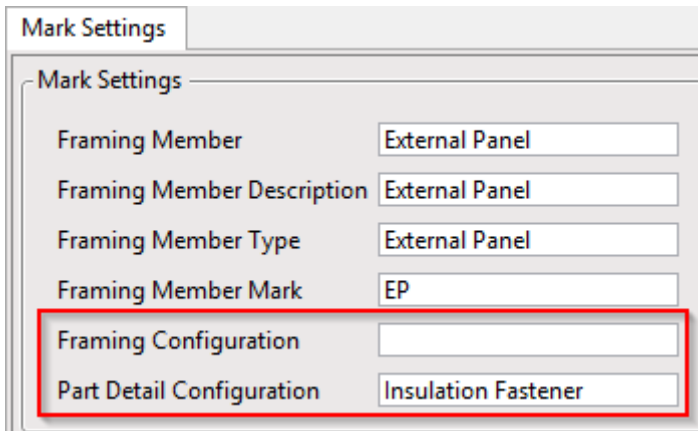 Mark Settings
Mark Settings
Framing Member External Panel
Framing Member Description External Panel
Framing Member Type External Panel
Framing Member Mark EP
Framing Configuration
Part Detail Configuration Insulation Fastener